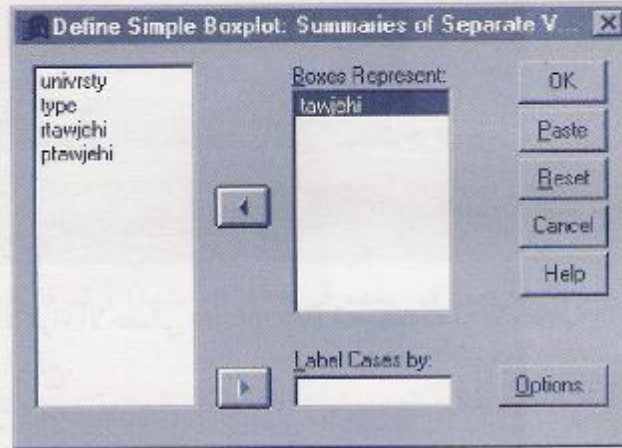 Define Simple Boxplot: Summaries of Separate V...
univrsty
type
rtawjehi
ptawjehi
Boxes Represent:
tawjehi
OK
Paste
Reset
Cancel
Help
Label Cases by:
Options...